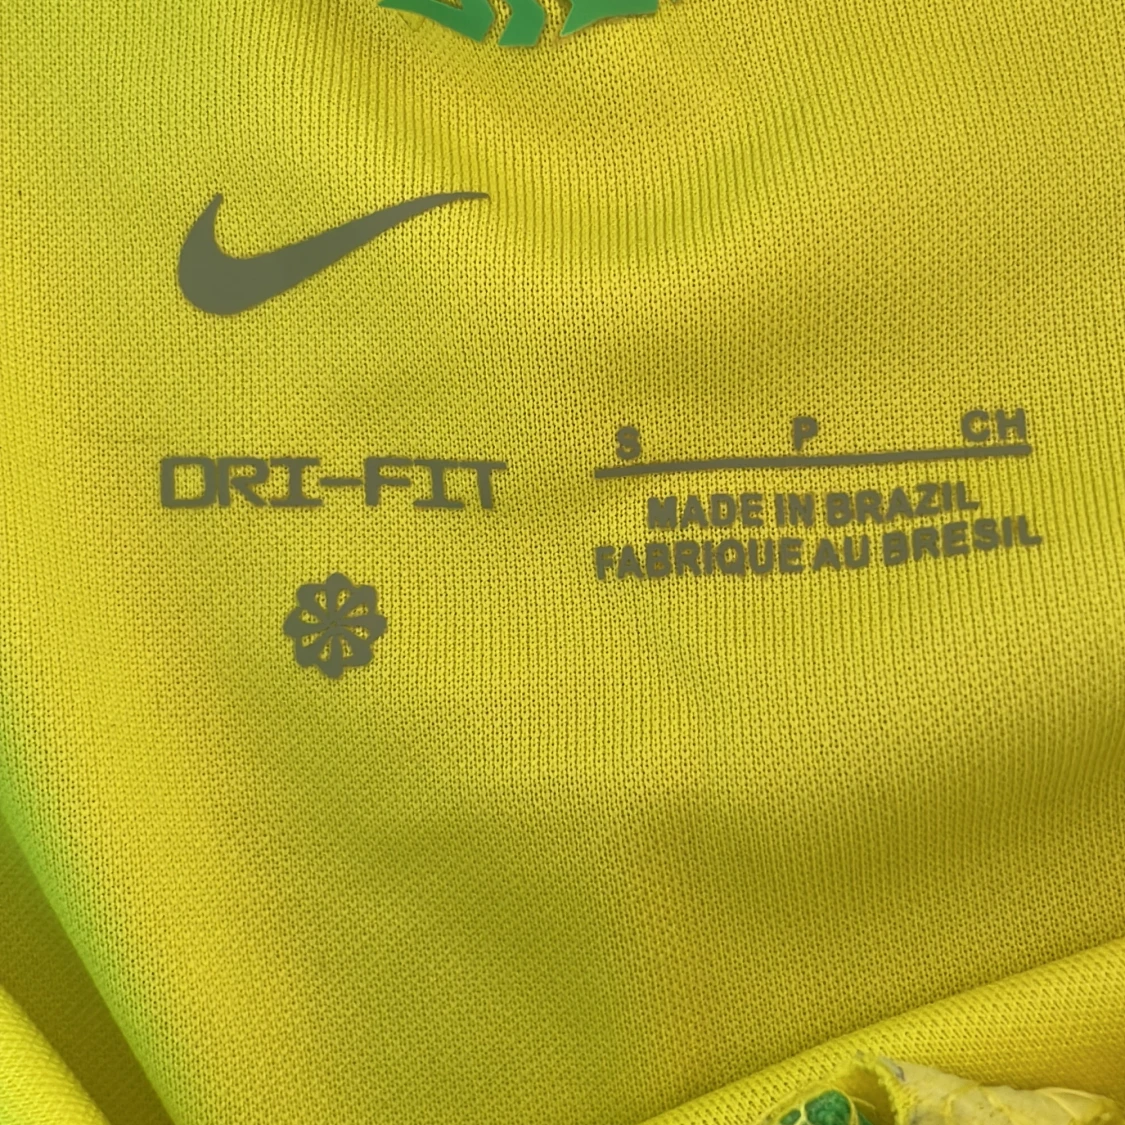 DRI-FIT
S P CH
MADE IN BRAZIL
FABRIQUE AU BRESIL